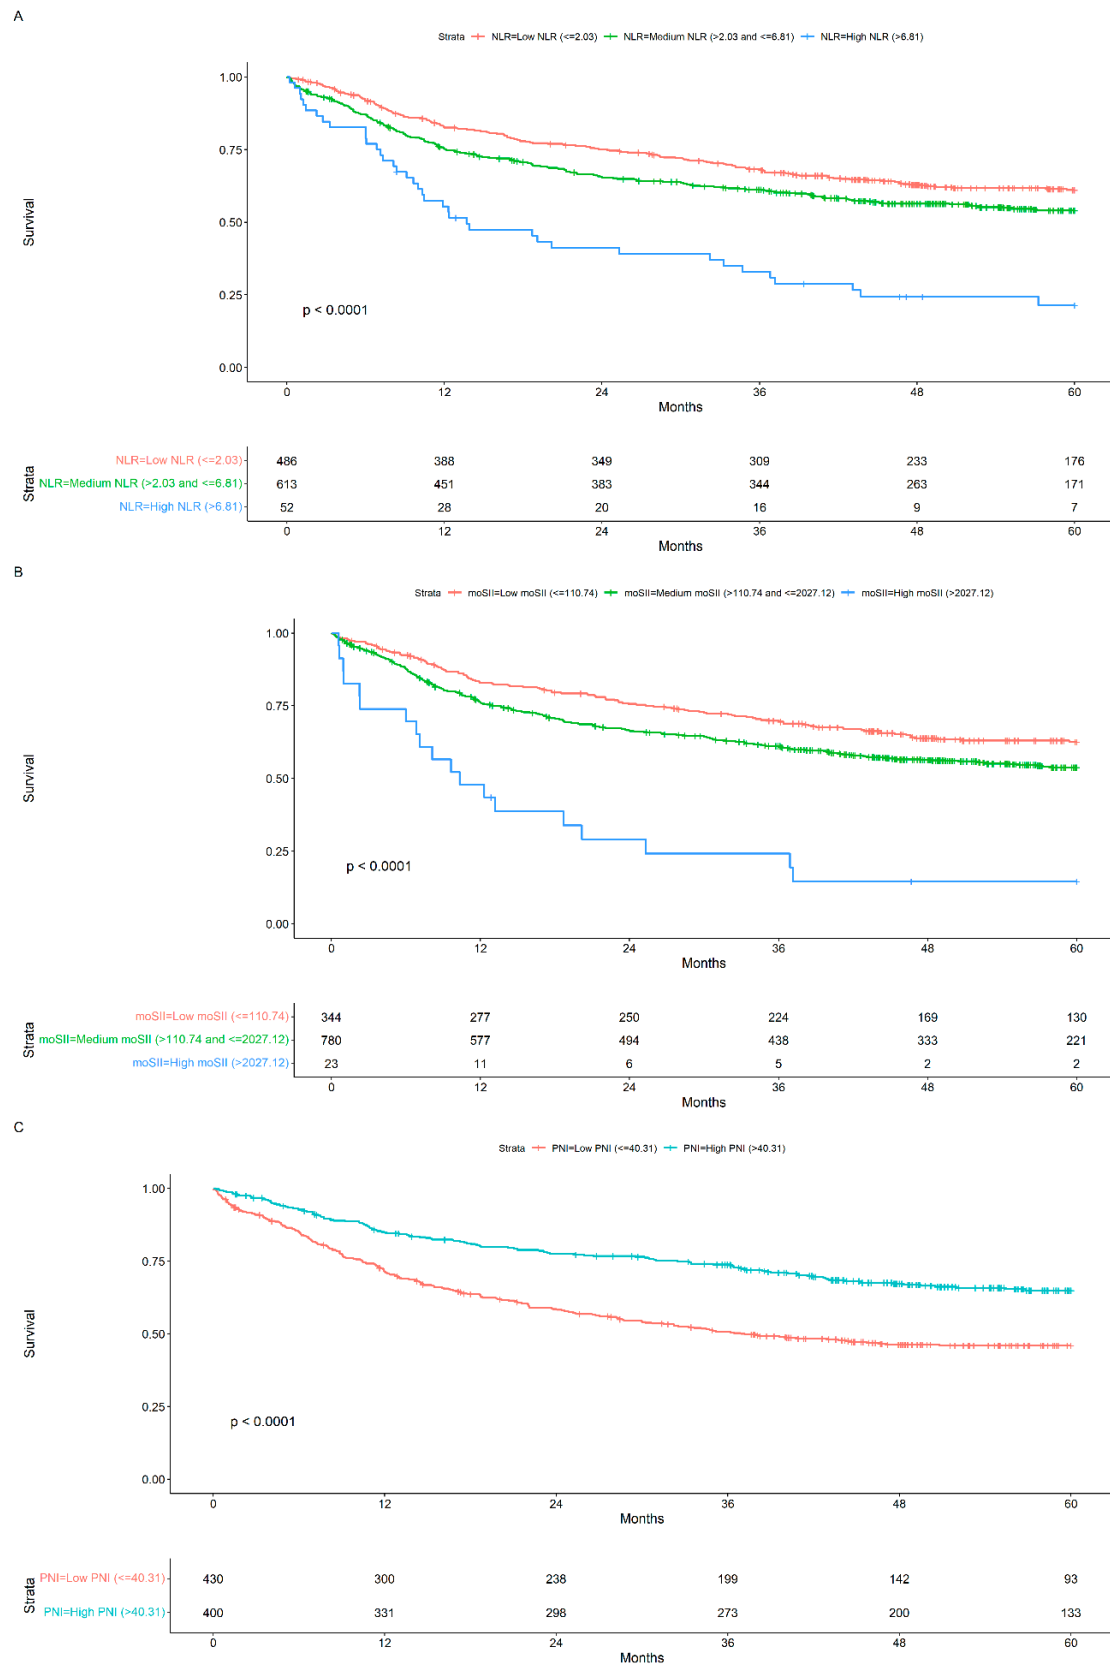 A
Strata NLR=Low NLR (<=2.03) NLR=Medium NLR (>2.03 and <=6.81) NLR=High NLR (>6.81)
1.00
0.75
0.50
0.25
0.00
Survival
p < 0.0001
0 12 24 36 48 60
Months
Strata
NLR=Low NLR (<=2.03) 486 388 349 309 233 176
NLR=Medium NLR (>2.03 and <=6.81) 613 451 383 344 263 171
NLR=High NLR (>6.81) 52 28 20 16 9 7
0 12 24 36 48 60
Months
B
Strata moSII=Low moSII (<=110.74) moSII=Medium moSII (>110.74 and <=2027.12) moSII=High moSII (>2027.12)
1.00
0.75
0.50
0.25
0.00
Survival
p < 0.0001
0 12 24 36 48 60
Months
Strata
moSII=Low moSII (<=110.74) 344 277 250 224 169 130
moSII=Medium moSII (>110.74 and <=2027.12) 780 577 494 438 333 221
moSII=High moSII (>2027.12) 23 11 6 5 2 2
0 12 24 36 48 60
Months
C
Strata PNI=Low PNI (<=40.31) PNI=High PNI (>40.31)
1.00
0.75
0.50
0.25
0.00
Survival
p < 0.0001
0 12 24 36 48 60
Months
Strata
PNI=Low PNI (<=40.31) 430 300 238 199 142 93
PNI=High PNI (>40.31) 400 331 298 273 200 133
0 12 24 36 48 60
Months